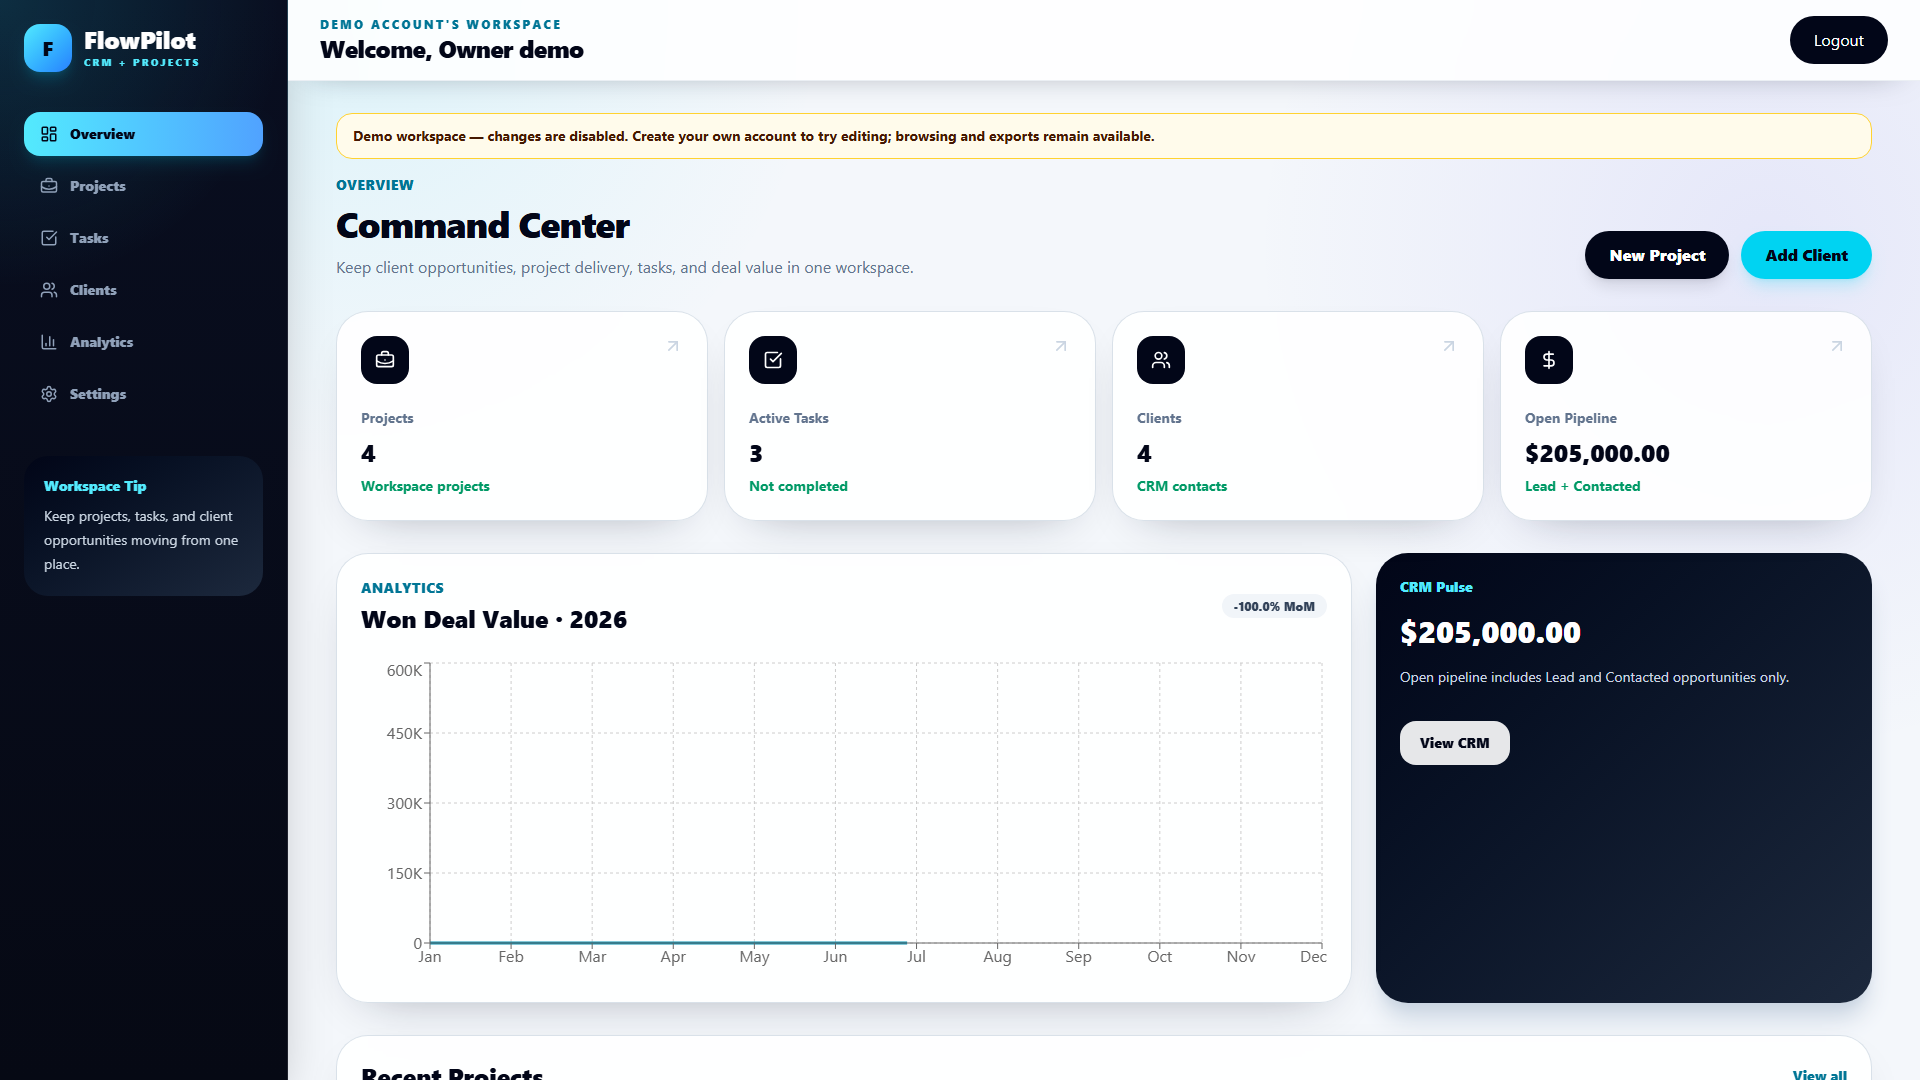 F
FlowPilot
CRM + PROJECTS
Overview
Projects
Tasks
Clients
Analytics
Settings
Workspace Tip
Keep projects, tasks, and client
opportunities moving from one
place.
DEMO ACCOUNT'S WORKSPACE
Welcome, Owner demo
Logout
Demo workspace — changes are disabled. Create your own account to try editing; browsing and exports remain available.
OVERVIEW
Command Center
Keep client opportunities, project delivery, tasks, and deal value in one workspace.
New Project
Add Client
Projects
4
Workspace projects
Active Tasks
3
Not completed
Clients
4
CRM contacts
Open Pipeline
$205,000.00
Lead + Contacted
ANALYTICS
Won Deal Value • 2026
-100.0% MoM
600K
450K
300K
150K
0
Jan Feb Mar Apr May Jun Jul Aug Sep Oct Nov Dec
CRM Pulse
$205,000.00
Open pipeline includes Lead and Contacted opportunities only.
View CRM
Recent Projects
View all